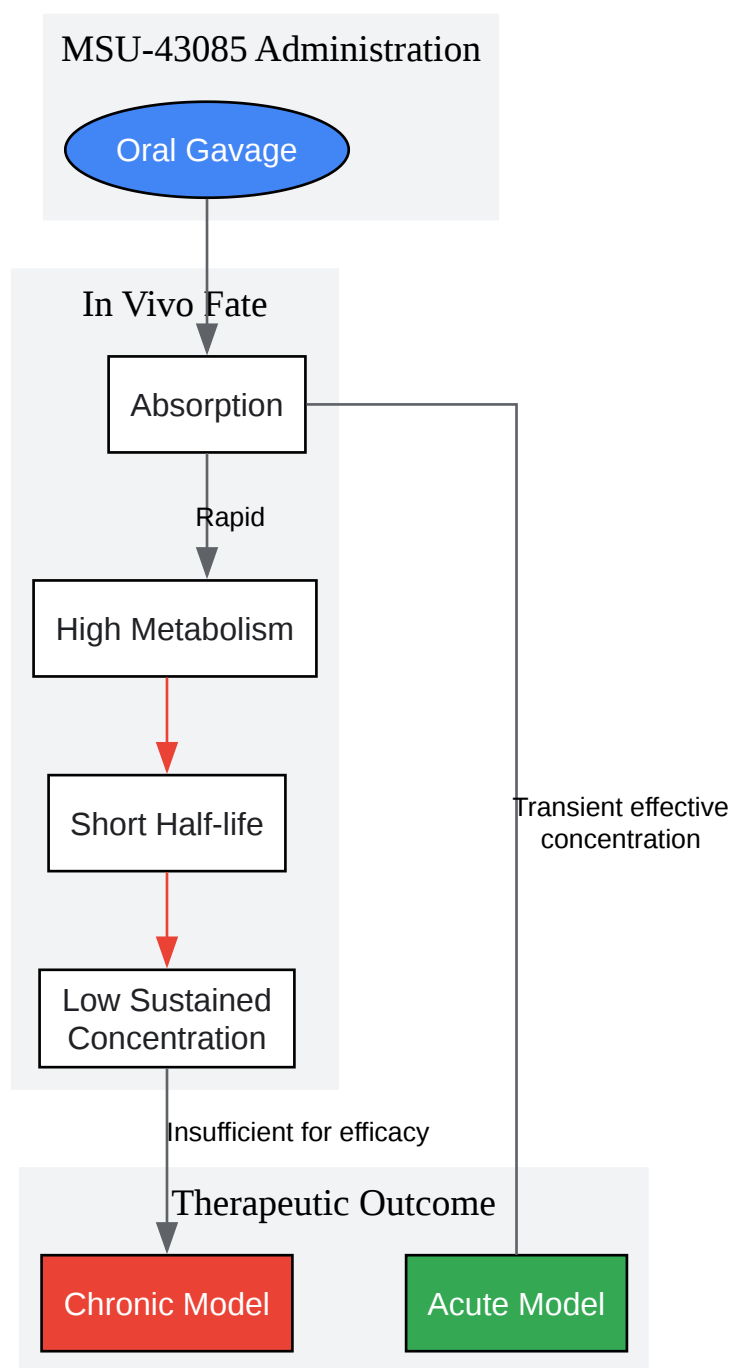 MSU-43085 Administration
Oral Gavage
In Vivo Fate
Absorption
Rapid
High Metabolism
Short Half-life
Transient effective
concentration
Low Sustained
Concentration
Insufficient for efficacy
Therapeutic Outcome
Chronic Model
Acute Model